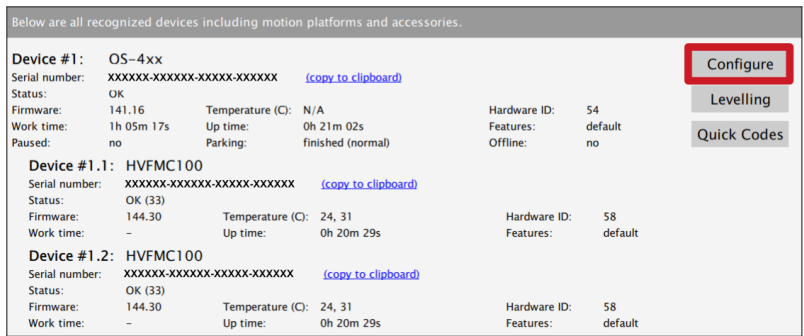 Below are all recognized devices including motion platforms and accessories.
Device #1: OS-4xx
Configure
Serial number: XXXXXX-XXXXXX-XXXXX-XXXXXX (copy to clipboard)
Status: OK
Levelling
Firmware: 141.16 Temperature (C): N/A Hardware ID: 54
Work time: 1h 05m 17s Up time: 0h 21m 02s Features: default
Quick Codes
Paused: no Parking: finished (normal) Offline: no
Device #1.1: HVFMC100
Serial number: XXXXXX-XXXXXX-XXXXX-XXXXXX (copy to clipboard)
Status: OK (33)
Firmware: 144.30 Temperature (C): 24, 31 Hardware ID: 58
Work time: – Up time: 0h 20m 29s Features: default
Device #1.2: HVFMC100
Serial number: XXXXXX-XXXXXX-XXXXX-XXXXXX (copy to clipboard)
Status: OK (33)
Firmware: 144.30 Temperature (C): 24, 31 Hardware ID: 58
Work time: – Up time: 0h 20m 29s Features: default